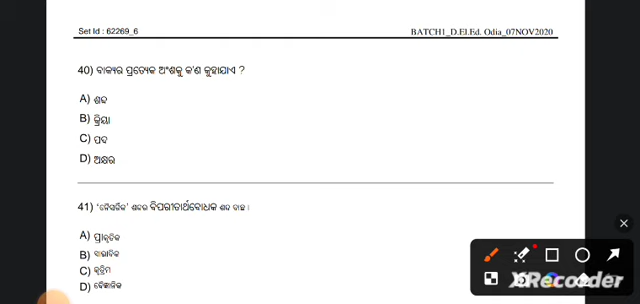 Set Id : 62269_6
BATCH1_D.El.Ed. Odia_07NOV2020
40) ବାକ୍ୟର ପ୍ରତ୍ୟେକ ଅଂଶକୁ କ'ଣ କୁହାଯାଏ ?
A) ଶବ୍ଦ
B) କ୍ରିୟା
C) ପଦ
D) ଅକ୍ଷର
41) 'ନୈସର୍ଗିକ' ଶବ୍ଦର ବିପରୀତାର୍ଥବୋଧକ ଶବ୍ଦ ବାଛ ।
A) ପ୍ରାକୃତିକ
B) ସାଭାବିକ
C) କୃତ୍ରିମ
D) ବୈଜ୍ଞାନିକ
XRecorder